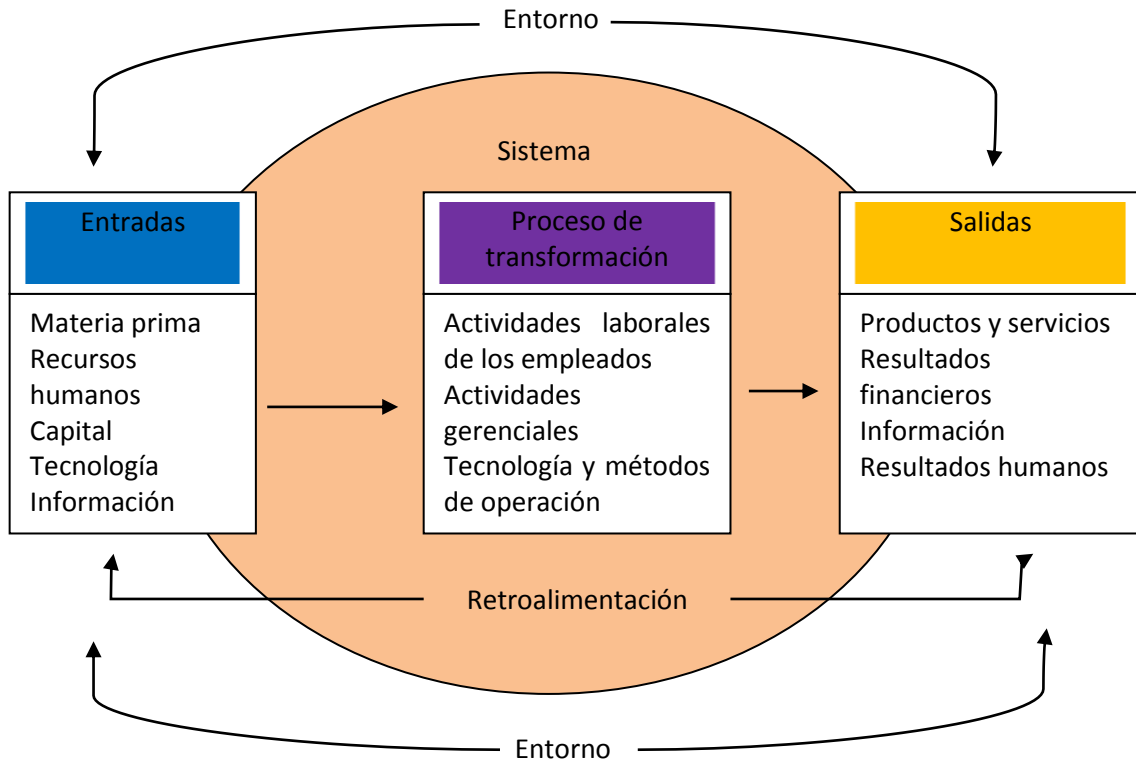 Entorno
Sistema
Entradas
Materia prima
Recursos
humanos
Capital
Tecnología
Información
Proceso de
transformación
Actividades laborales
de los empleados
Actividades
gerenciales
Tecnología y métodos
de operación
Salidas
Productos y servicios
Resultados
financieros
Información
Resultados humanos
Retroalimentación
Entorno